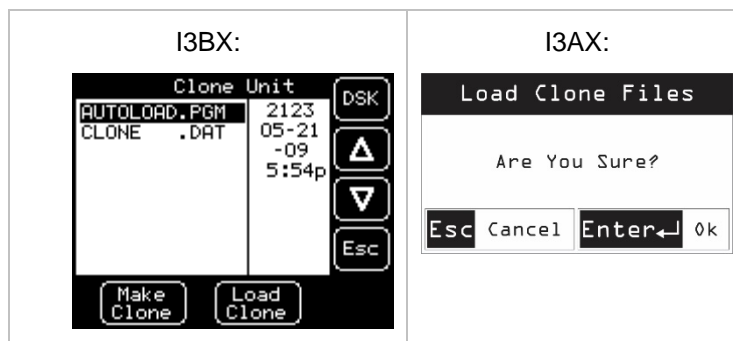 I3BX:
Clone Unit
DSK
AUTOLOAD.PGM 2123
CLONE .DAT 05-21
-09
5:54p
Esc
Make Clone
Load Clone
I3AX:
Load Clone Files
Are You Sure?
Esc Cancel Enter↵ Ok